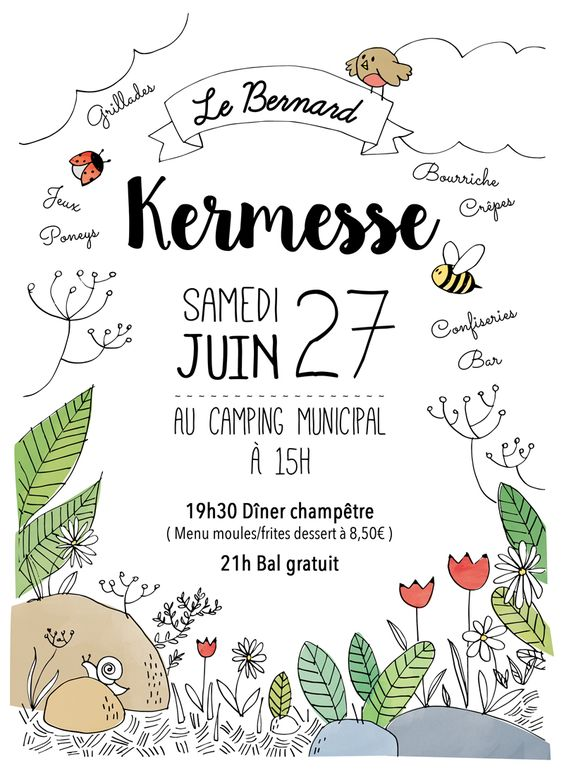 Le Bernard
Grillades
Bourriche
Crêpes
Jeux
Poneys
Kermesse
Confiseries
Bar
SAMEDI
JUIN 27
AU CAMPING MUNICIPAL
À 15H
19h30 Dîner champêtre
( Menu moules/frites dessert à 8,50€ )
21h Bal gratuit